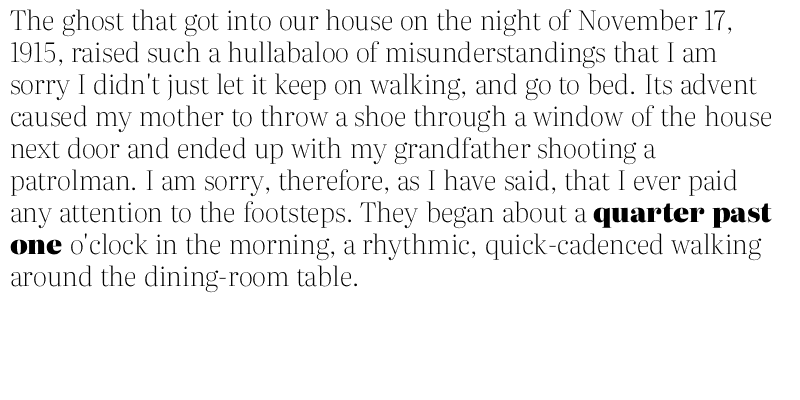 The ghost that got into our house on the night of November 17,
1915, raised such a hullabaloo of misunderstandings that I am
sorry I didn't just let it keep on walking, and go to bed. Its advent
caused my mother to throw a shoe through a window of the house
next door and ended up with my grandfather shooting a
patrolman. I am sorry, therefore, as I have said, that I ever paid
any attention to the footsteps. They began about a quarter past
one o'clock in the morning, a rhythmic, quick-cadenced walking
around the dining-room table.